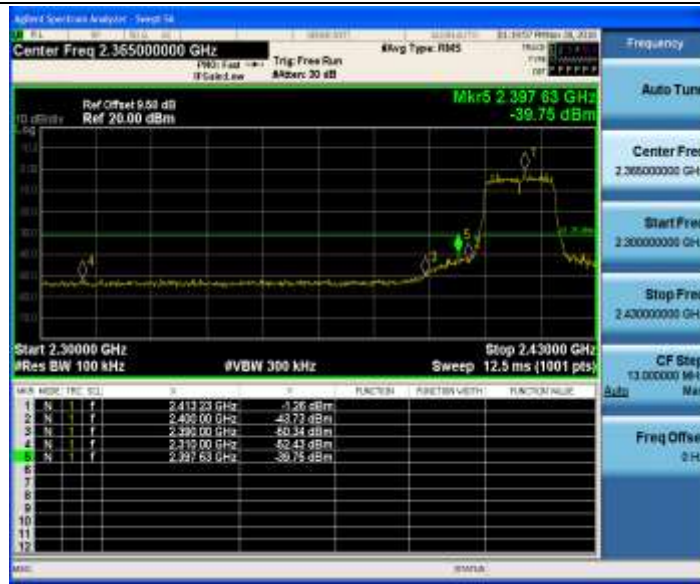 Agilent Spectrum Analyzer - Swept SA
Center Freq 2.365000000 GHz
PNO: Fast
IFGain:Low
Trig: Free Run
#Atten: 30 dB
#Avg Type: RMS
Frequency
Auto Tune
Mkr5 2.397 63 GHz
-39.75 dBm
Ref Offset 9.50 dB
10 dB/div Ref 20.00 dBm
Log
Center Freq
2.365000000 GHz
Start Freq
2.300000000 GHz
Stop Freq
2.430000000 GHz
Start 2.30000 GHz
Stop 2.43000 GHz
#Res BW 100 kHz
#VBW 300 kHz
Sweep 12.5 ms (1001 pts)
CF Step
13.000000 MHz
Auto Man
MKR MODE TRC SCL X Y FUNCTION FUNCTION WIDTH FUNCTION VALUE
1 N 1 f 2.413 23 GHz -1.26 dBm
2 N 1 f 2.400 00 GHz -43.73 dBm
3 N 1 f 2.390 00 GHz -50.34 dBm
4 N 1 f 2.310 00 GHz -52.43 dBm
5 N 1 f 2.397 63 GHz -39.75 dBm
6
7
8
9
10
11
12
Freq Offset
0 Hz
MSG
STATUS